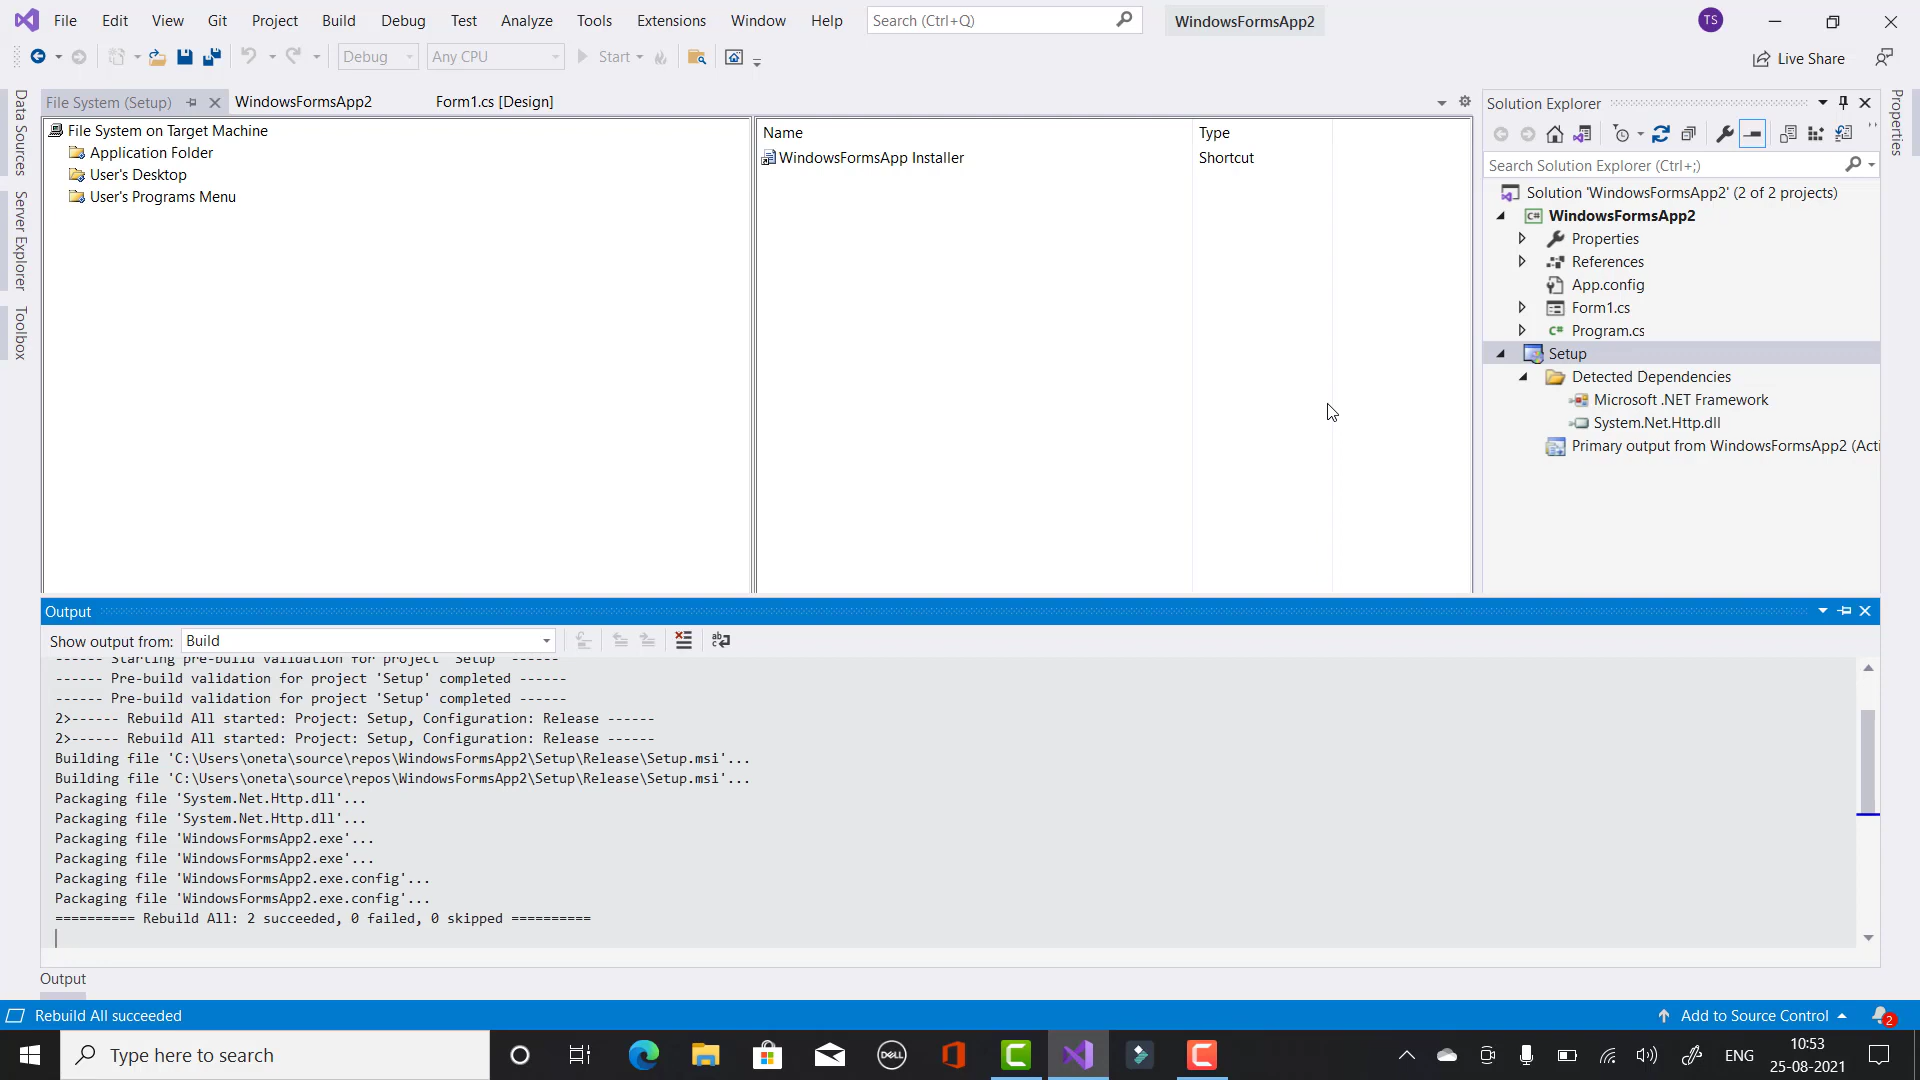 File Edit View Git Project Build Debug Test Analyze Tools Extensions Window Help Search (Ctrl+Q) WindowsFormsApp2 TS
Debug Any CPU Start Live Share
File System (Setup) WindowsFormsApp2 Form1.cs [Design]
Data Sources
Server Explorer
Toolbox
File System on Target Machine
Application Folder
User's Desktop
User's Programs Menu
Name Type
WindowsFormsApp Installer Shortcut
Solution Explorer
Search Solution Explorer (Ctrl+;)
Solution 'WindowsFormsApp2' (2 of 2 projects)
C# WindowsFormsApp2
Properties
References
App.config
Form1.cs
C# Program.cs
Setup
Detected Dependencies
Microsoft .NET Framework
System.Net.Http.dll
Primary output from WindowsFormsApp2 (Acti
Properties
Output
Show output from: Build
------ Starting pre-build validation for project 'Setup' ------
------ Pre-build validation for project 'Setup' completed ------
------ Pre-build validation for project 'Setup' completed ------
2>------ Rebuild All started: Project: Setup, Configuration: Release ------
2>------ Rebuild All started: Project: Setup, Configuration: Release ------
Building file 'C:\Users\oneta\source\repos\WindowsFormsApp2\Setup\Release\Setup.msi'...
Building file 'C:\Users\oneta\source\repos\WindowsFormsApp2\Setup\Release\Setup.msi'...
Packaging file 'System.Net.Http.dll'...
Packaging file 'System.Net.Http.dll'...
Packaging file 'WindowsFormsApp2.exe'...
Packaging file 'WindowsFormsApp2.exe'...
Packaging file 'WindowsFormsApp2.exe.config'...
Packaging file 'WindowsFormsApp2.exe.config'...
========== Rebuild All: 2 succeeded, 0 failed, 0 skipped ==========
Output
Rebuild All succeeded Add to Source Control 2
Type here to search DELL ENG 10:53
25-08-2021